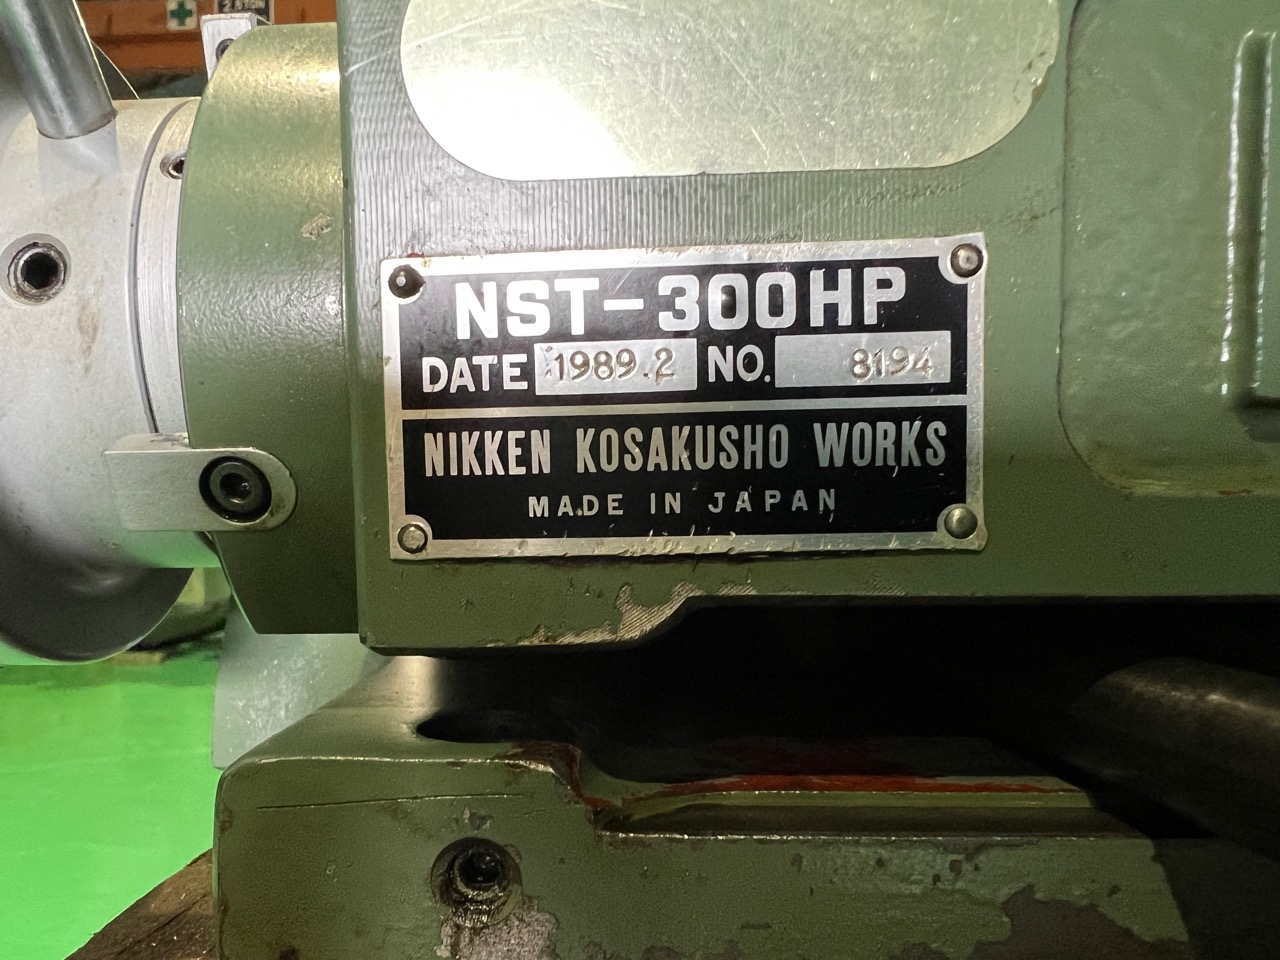 NST-300HP
DATE 1989.2 NO. 8194
NIKKEN KOSAKUSHO WORKS
MADE IN JAPAN